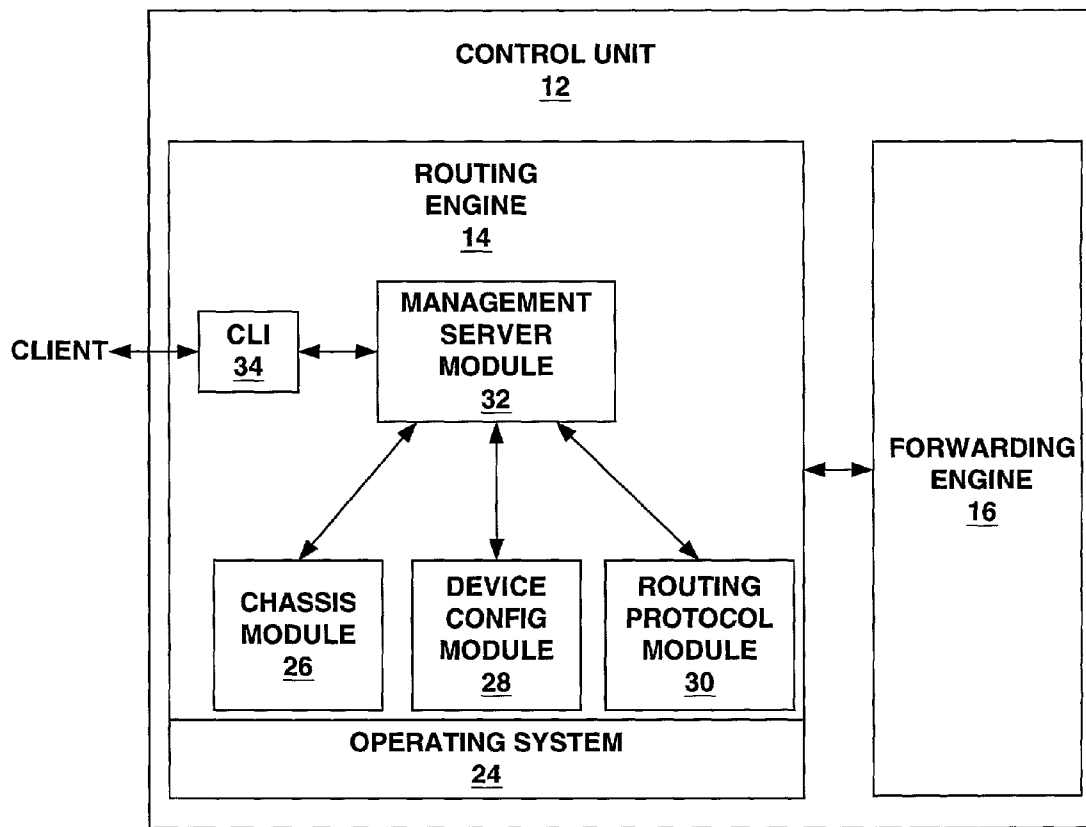 CONTROL UNIT
12
ROUTING
ENGINE
14
CLIENT
CLI
34
MANAGEMENT
SERVER
MODULE
32
FORWARDING
ENGINE
16
CHASSIS
MODULE
26
DEVICE
CONFIG
MODULE
28
ROUTING
PROTOCOL
MODULE
30
OPERATING SYSTEM
24